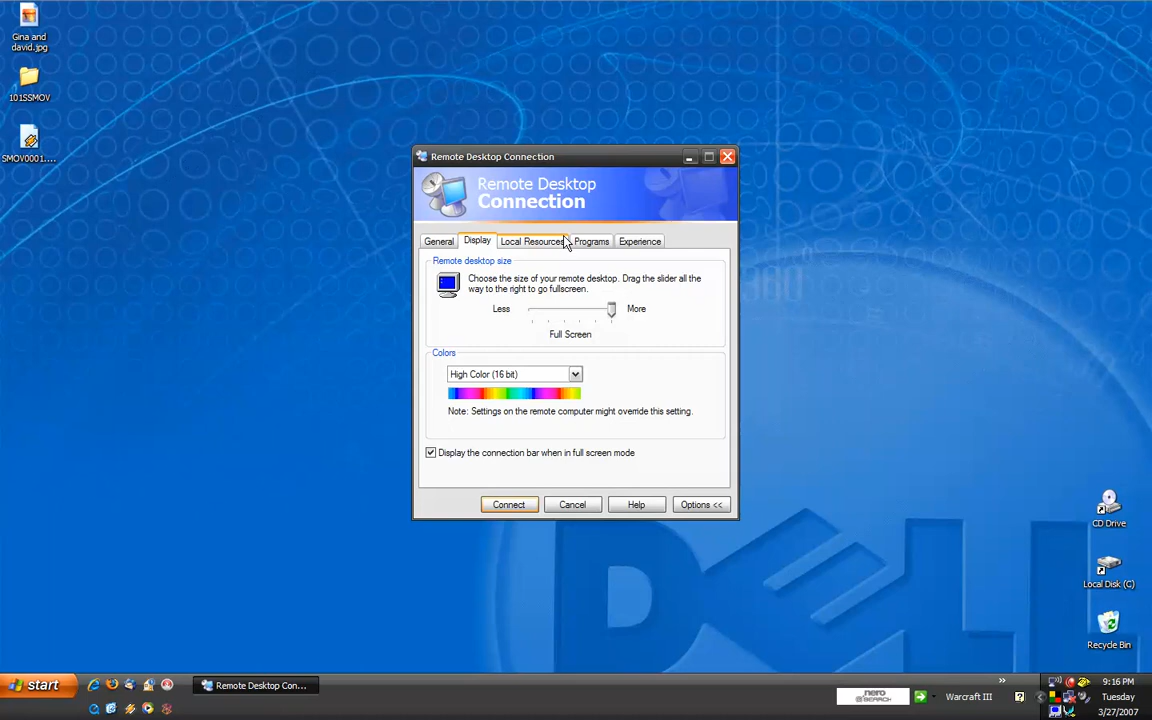 Gina and
david.jpg
101SSMOV
SMOV0001....
Remote Desktop Connection
Remote Desktop
Connection
General
Display
Local Resources
Programs
Experience
Remote desktop size
Choose the size of your remote desktop. Drag the slider all the
way to the right to go fullscreen.
Less
More
Full Screen
Colors
High Color (16 bit)
Note: Settings on the remote computer might override this setting.
Display the connection bar when in full screen mode
Connect
Cancel
Help
Options <<
CD Drive
Local Disk (C)
Recycle Bin
DELL
start
Remote Desktop Con...
nero
SEARCH
Warcraft III
9:16 PM
Tuesday
3/27/2007